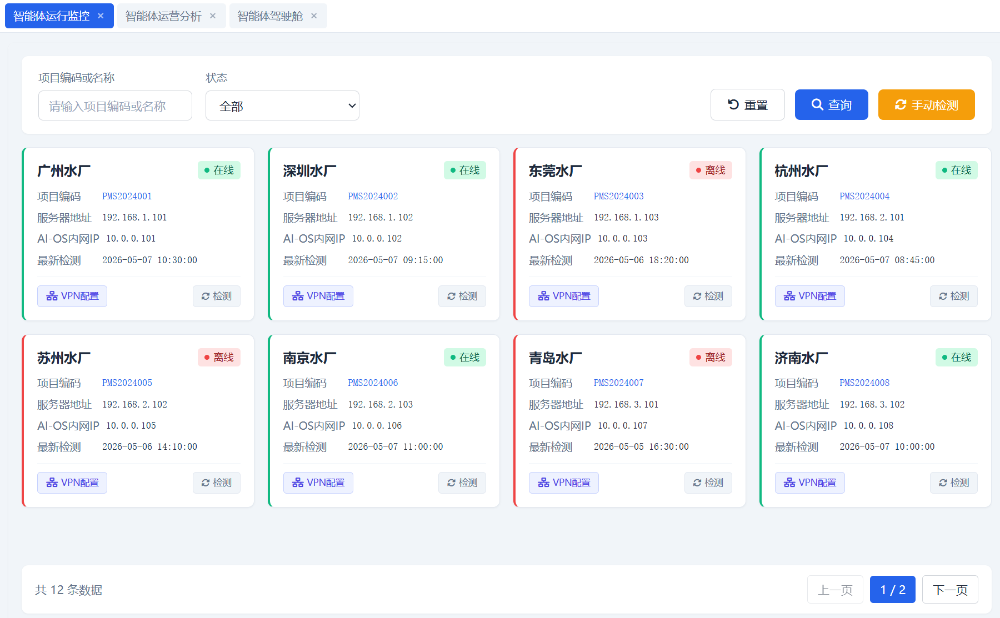 智能体运行监控 × 智能体运营分析 × 智能体驾驶舱 ×
项目编码或名称 状态
请输入项目编码或名称 全部 重置 查询 手动检测
广州水厂 在线
项目编码 PMS2024001
服务器地址 192.168.1.101
AI-OS内网IP 10.0.0.101
最新检测 2026-05-07 10:30:00
VPN配置 检测
深圳水厂 在线
项目编码 PMS2024002
服务器地址 192.168.1.102
AI-OS内网IP 10.0.0.102
最新检测 2026-05-07 09:15:00
VPN配置 检测
东莞水厂 离线
项目编码 PMS2024003
服务器地址 192.168.1.103
AI-OS内网IP 10.0.0.103
最新检测 2026-05-06 18:20:00
VPN配置 检测
杭州水厂 在线
项目编码 PMS2024004
服务器地址 192.168.2.101
AI-OS内网IP 10.0.0.104
最新检测 2026-05-07 08:45:00
VPN配置 检测
苏州水厂 离线
项目编码 PMS2024005
服务器地址 192.168.2.102
AI-OS内网IP 10.0.0.105
最新检测 2026-05-06 14:10:00
VPN配置 检测
南京水厂 在线
项目编码 PMS2024006
服务器地址 192.168.2.103
AI-OS内网IP 10.0.0.106
最新检测 2026-05-07 11:00:00
VPN配置 检测
青岛水厂 离线
项目编码 PMS2024007
服务器地址 192.168.3.101
AI-OS内网IP 10.0.0.107
最新检测 2026-05-05 16:30:00
VPN配置 检测
济南水厂 在线
项目编码 PMS2024008
服务器地址 192.168.3.102
AI-OS内网IP 10.0.0.108
最新检测 2026-05-07 10:00:00
VPN配置 检测
共 12 条数据 上一页 1 / 2 下一页